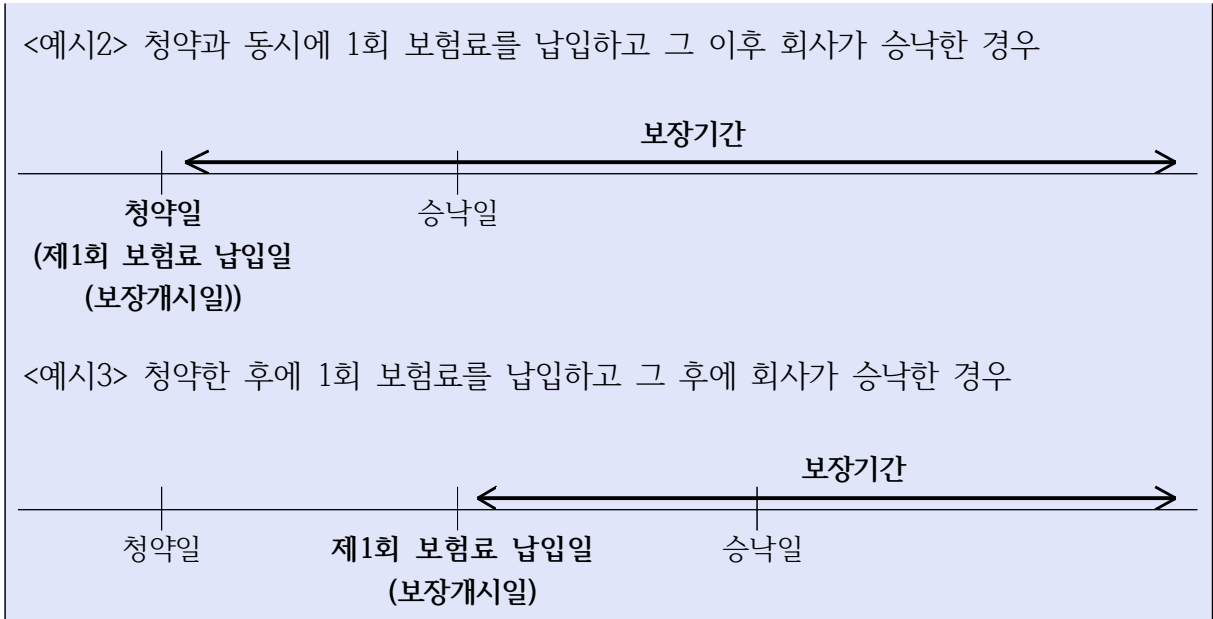 <예시2> 청약과 동시에 1회 보험료를 납입하고 그 이후 회사가 승낙한 경우
보장기간
청약일 승낙일
(제1회 보험료 납입일
(보장개시일))
<예시3> 청약한 후에 1회 보험료를 납입하고 그 후에 회사가 승낙한 경우
보장기간
청약일 제1회 보험료 납입일 승낙일
(보장개시일)